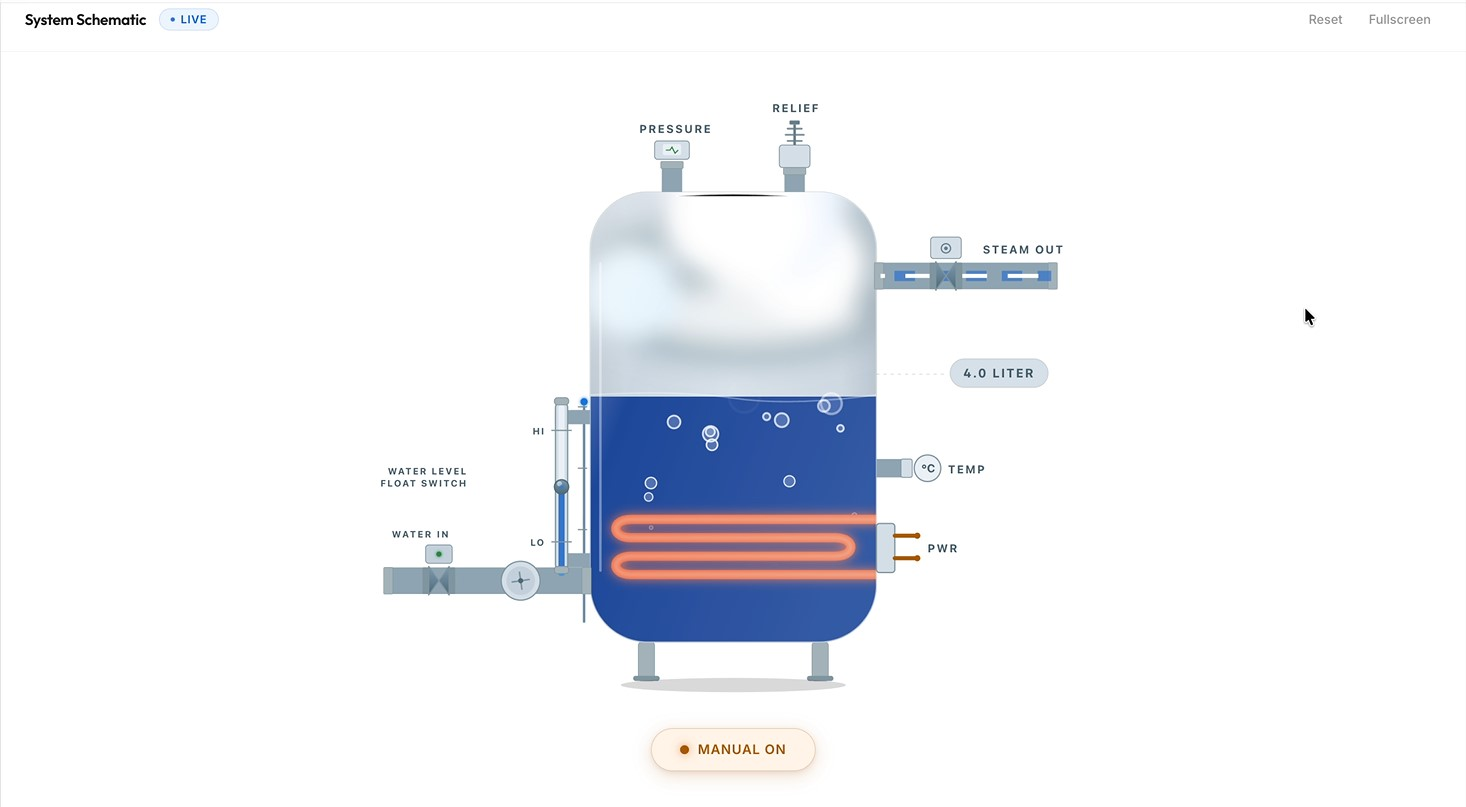 System Schematic
LIVE
Reset
Fullscreen
RELIEF
PRESSURE
STEAM OUT
4.0 LITER
HI
WATER LEVEL
FLOAT SWITCH
°C
TEMP
WATER IN
LO
PWR
MANUAL ON